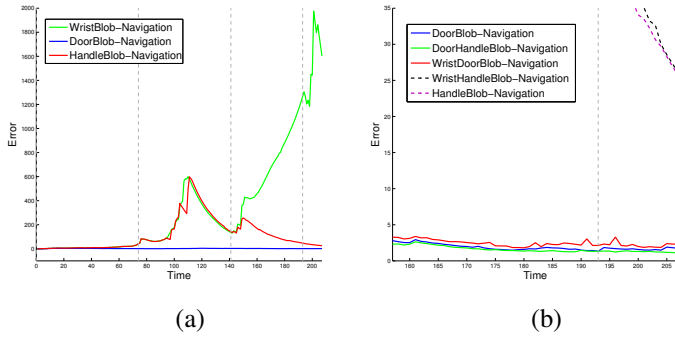 2000
1800
1600
1400
1200
1000
800
600
400
200
0
Error
WristBlob−Navigation
DoorBlob−Navigation
HandleBlob−Navigation
0 20 40 60 80 100 120 140 160 180 200
Time
(a)
35
30
25
20
15
10
5
0
Error
DoorBlob−Navigation
DoorHandleBlob−Navigation
WristDoorBlob−Navigation
WristHandleBlob−Navigation
HandleBlob−Navigation
160 165 170 175 180 185 190 195 200 205
Time
(b)